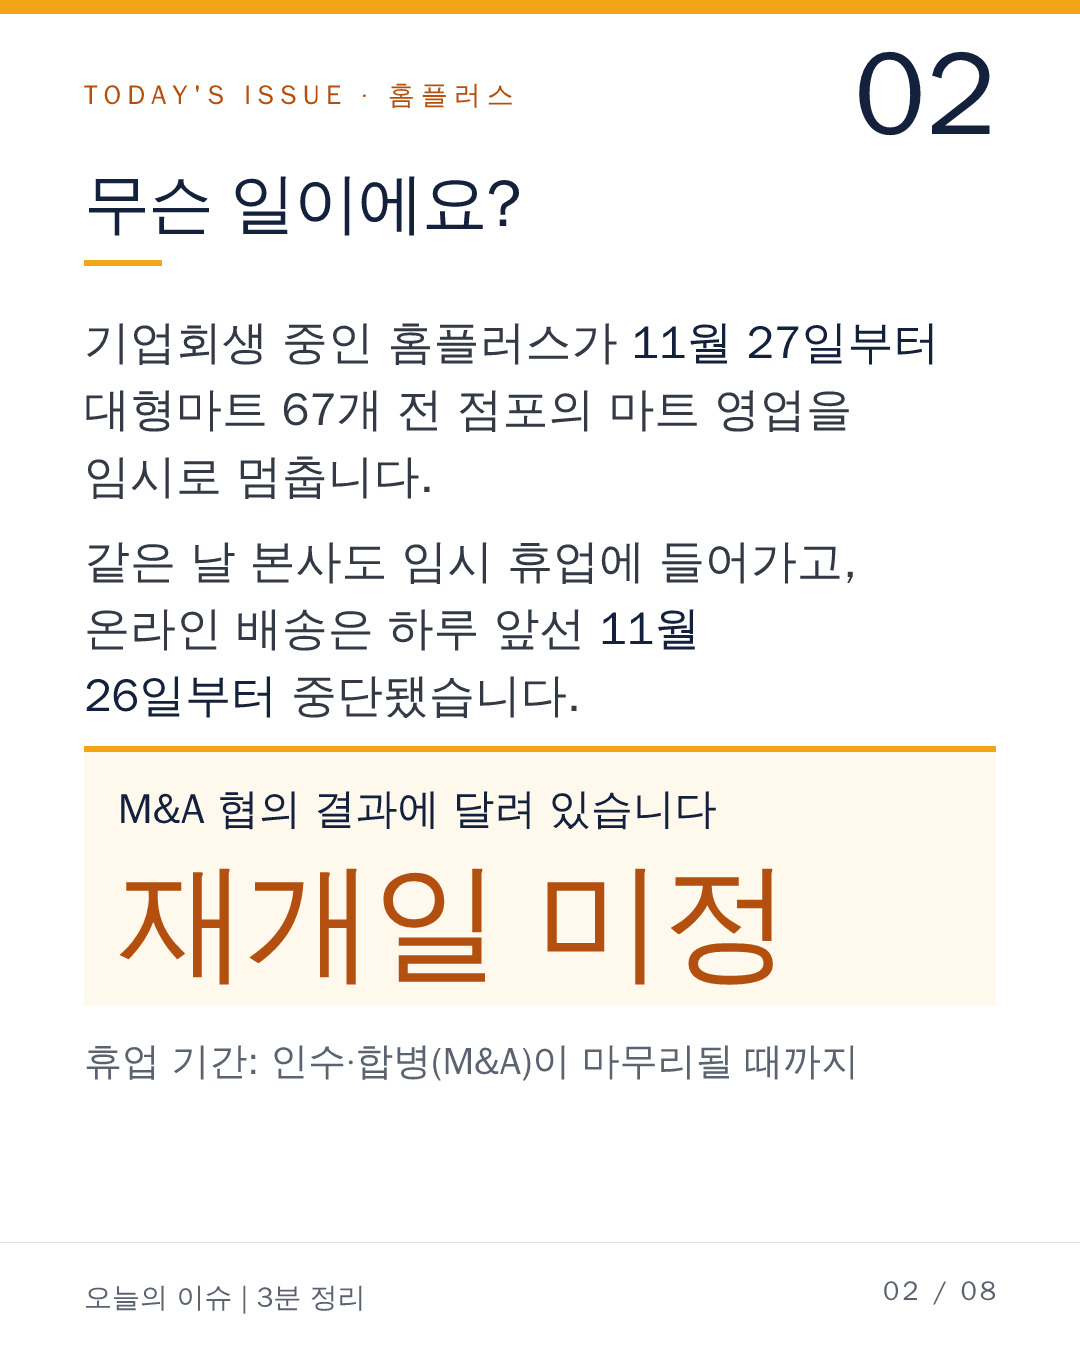 TODAY'S ISSUE · 홈플러스
02
무슨 일이에요?
기업회생 중인 홈플러스가 11월 27일부터
대형마트 67개 전 점포의 마트 영업을
임시로 멈춥니다.
같은 날 본사도 임시 휴업에 들어가고,
온라인 배송은 하루 앞선 11월
26일부터 중단됐습니다.
M&A 협의 결과에 달려 있습니다
재개일 미정
휴업 기간: 인수·합병(M&A)이 마무리될 때까지
오늘의 이슈 | 3분 정리
02 / 08